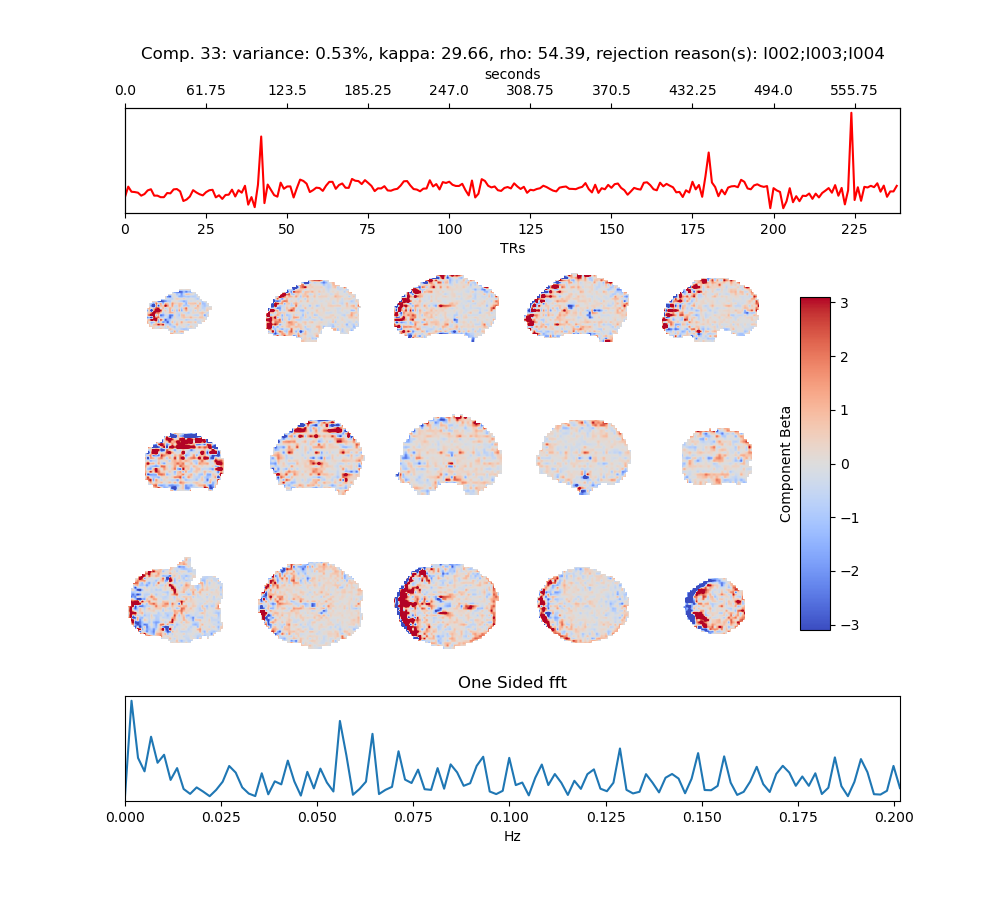 Comp. 33: variance: 0.53%, kappa: 29.66, rho: 54.39, rejection reason(s): I002;I003;I004
seconds
0.0 61.75 123.5 185.25 247.0 308.75 370.5 432.25 494.0 555.75
0 25 50 75 100 125 150 175 200 225
TRs
3
2
1
0
−1
−2
−3
Component Beta
One Sided fft
0.000 0.025 0.050 0.075 0.100 0.125 0.150 0.175 0.200
Hz